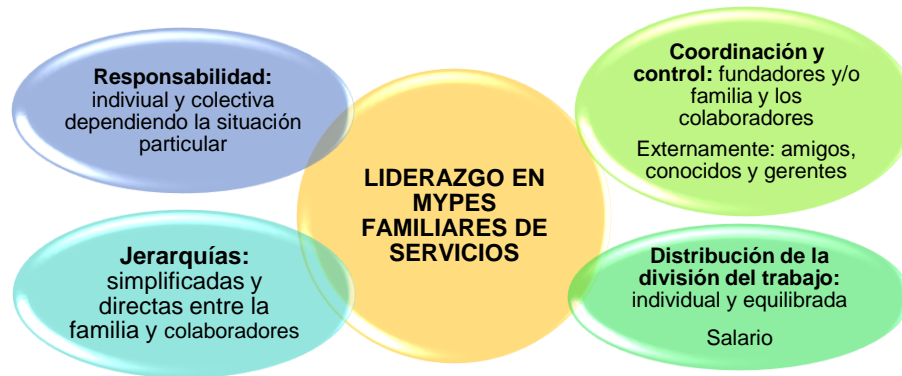 Responsabilidad:
indiviual y colectiva
dependiendo la situación
particular
Coordinación y
control: fundadores y/o
familia y los
colaboradores
Externamente: amigos,
conocidos y gerentes
LIDERAZGO EN
MYPES
FAMILIARES DE
SERVICIOS
Jerarquías:
simplificadas y
directas entre la
familia y colaboradores
Distribución de la
división del trabajo:
individual y equilibrada
Salario